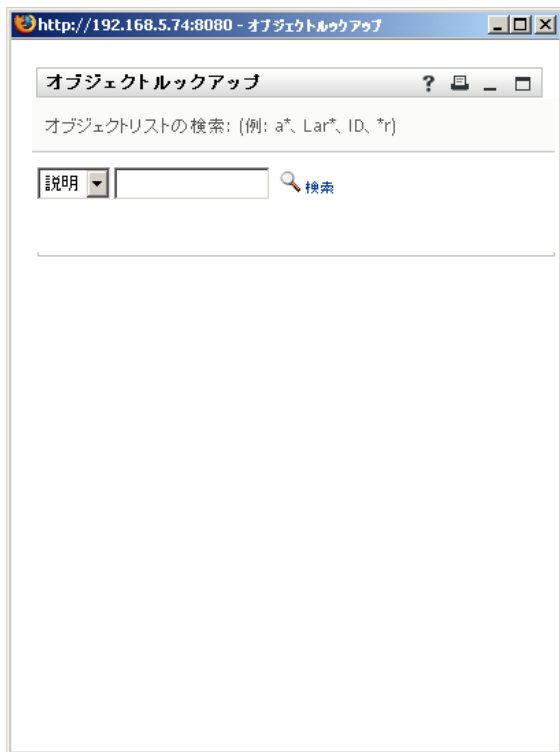 http://192.168.5.74:8080 - オブジェクトルックアップ
オブジェクトルックアップ
オブジェクトリストの検索: (例: a*、Lar*、ID、*r)
説明 検索